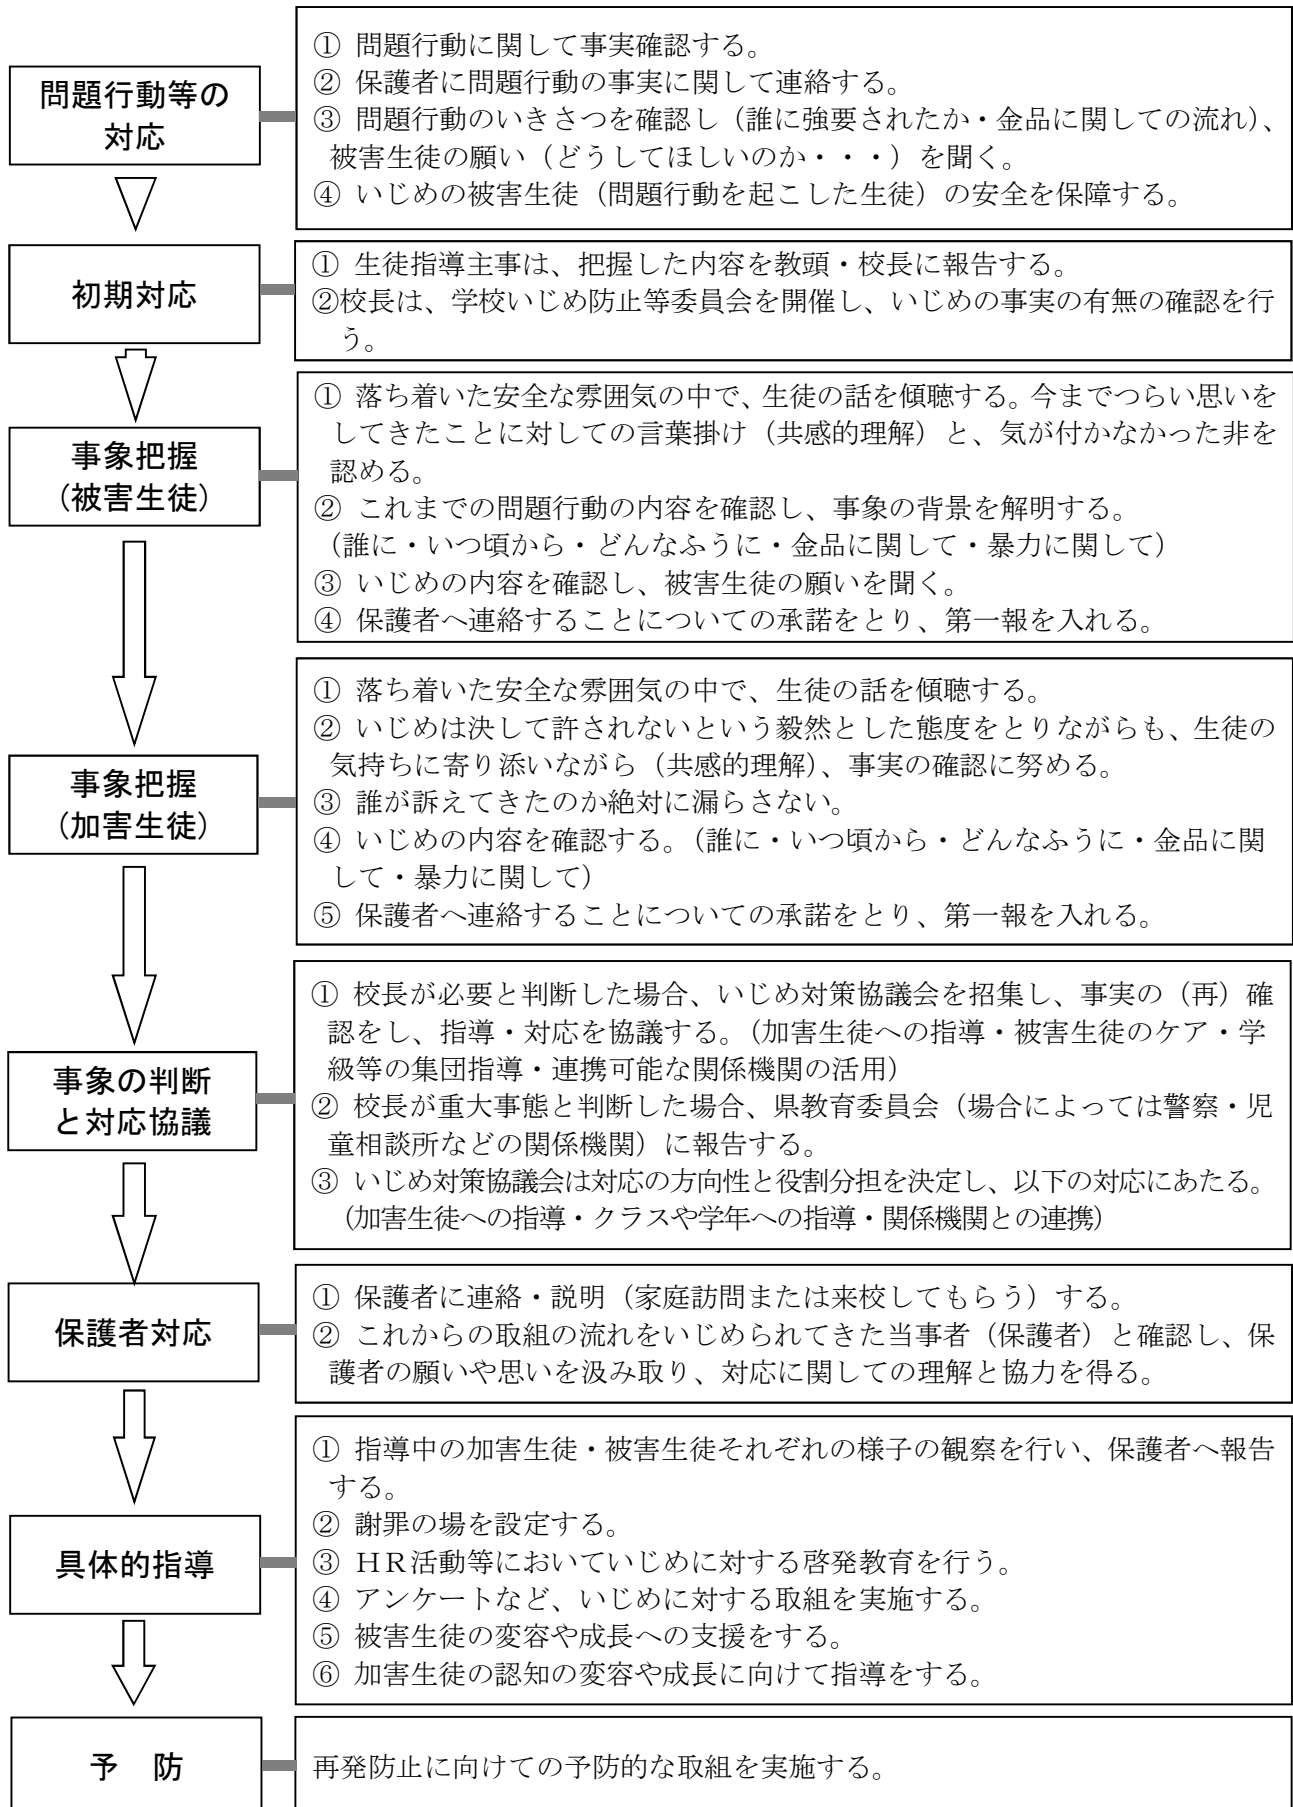 問題行動等の
対応
① 問題行動に関して事実確認する。
② 保護者に問題行動の事実に関して連絡する。
③ 問題行動のいきさつを確認し（誰に強要されたか・金品に関しての流れ）、
被害生徒の願い（どうしてほしいのか・・・）を聞く。
④ いじめの被害生徒（問題行動を起こした生徒）の安全を保障する。
初期対応
① 生徒指導主事は、把握した内容を教頭・校長に報告する。
②校長は、学校いじめ防止等委員会を開催し、いじめの事実の有無の確認を行
う。
事象把握
（被害生徒）
① 落ち着いた安全な雰囲気の中で、生徒の話を傾聴する。今までつらい思いを
してきたことに対しての言葉掛け（共感的理解）と、気が付かなかった非を
認める。
② これまでの問題行動の内容を確認し、事象の背景を解明する。
（誰に・いつ頃から・どんなふうに・金品に関して・暴力に関して）
③ いじめの内容を確認し、被害生徒の願いを聞く。
④ 保護者へ連絡することについての承諾をとり、第一報を入れる。
事象把握
（加害生徒）
① 落ち着いた安全な雰囲気の中で、生徒の話を傾聴する。
② いじめは決して許されないという毅然とした態度をとりながらも、生徒の
気持ちに寄り添いながら（共感的理解）、事実の確認に努める。
③ 誰が訴えてきたのか絶対に漏らさない。
④ いじめの内容を確認する。（誰に・いつ頃から・どんなふうに・金品に関
して・暴力に関して）
⑤ 保護者へ連絡することについての承諾をとり、第一報を入れる。
事象の判断
と対応協議
① 校長が必要と判断した場合、いじめ対策協議会を招集し、事実の（再）確
認をし、指導・対応を協議する。（加害生徒への指導・被害生徒のケア・学
級等の集団指導・連携可能な関係機関の活用）
② 校長が重大事態と判断した場合、県教育委員会（場合によっては警察・児
童相談所などの関係機関）に報告する。
③ いじめ対策協議会は対応の方向性と役割分担を決定し、以下の対応にあたる。
（加害生徒への指導・クラスや学年への指導・関係機関との連携）
保護者対応
① 保護者に連絡・説明（家庭訪問または来校してもらう）する。
② これからの取組の流れをいじめられてきた当事者（保護者）と確認し、保
護者の願いや思いを汲み取り、対応に関しての理解と協力を得る。
具体的指導
① 指導中の加害生徒・被害生徒それぞれの様子の観察を行い、保護者へ報告
する。
② 謝罪の場を設定する。
③ ＨＲ活動等においていじめに対する啓発教育を行う。
④ アンケートなど、いじめに対する取組を実施する。
⑤ 被害生徒の変容や成長への支援をする。
⑥ 加害生徒の認知の変容や成長に向けて指導をする。
予　防
再発防止に向けての予防的な取組を実施する。